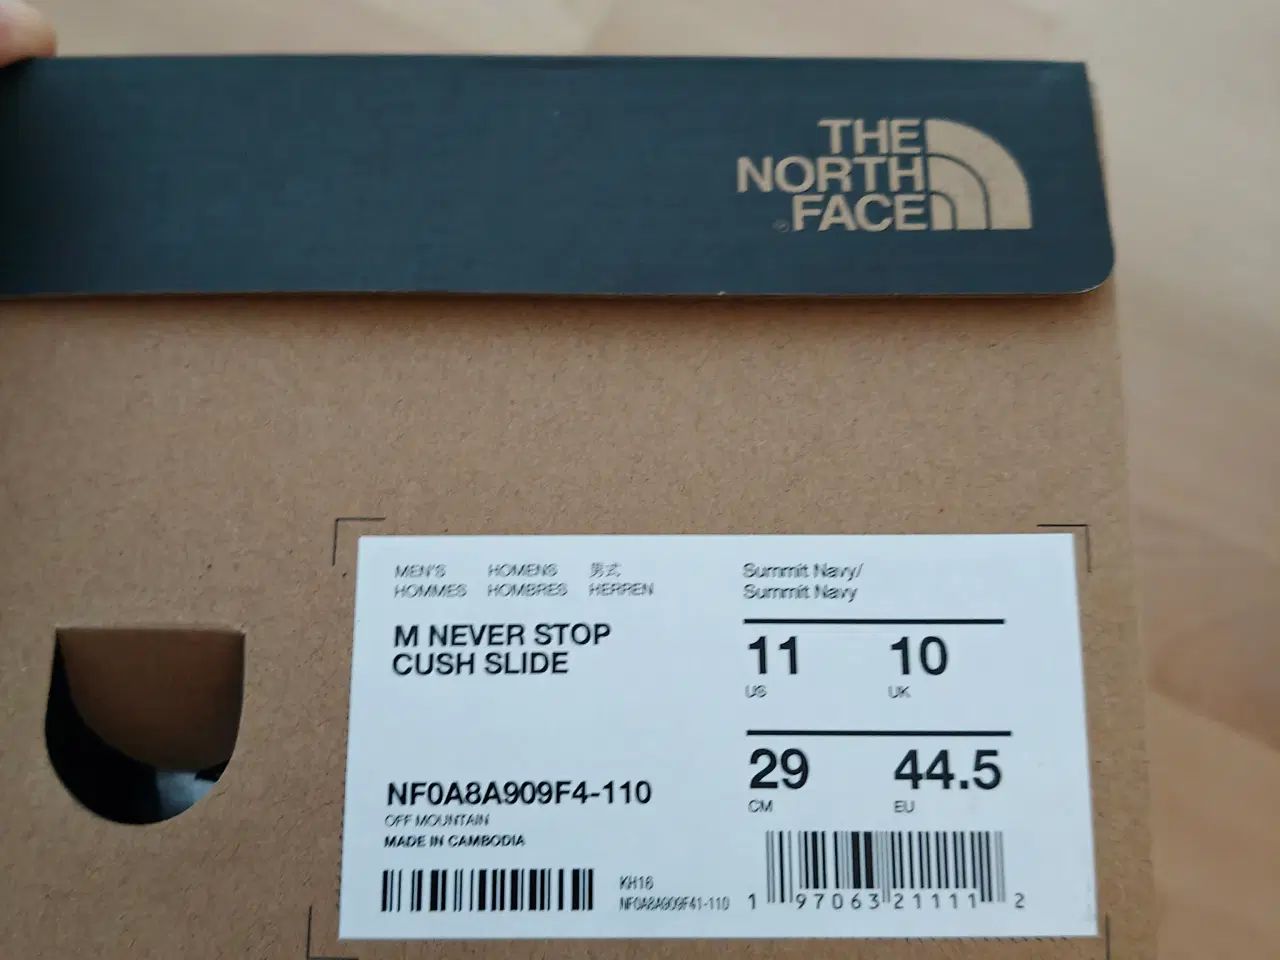 THE
NORTH
FACE
®
MEN'S HOMENS 男式
HOMMES HOMBRES HERREN
M NEVER STOP
CUSH SLIDE
Summit Navy/
Summit Navy
11 10
US UK
29 44.5
CM EU
NF0A8A909F4-110
OFF MOUNTAIN
MADE IN CAMBODIA
KH16
NF0A8A909F41-110
1 97063 21111 2